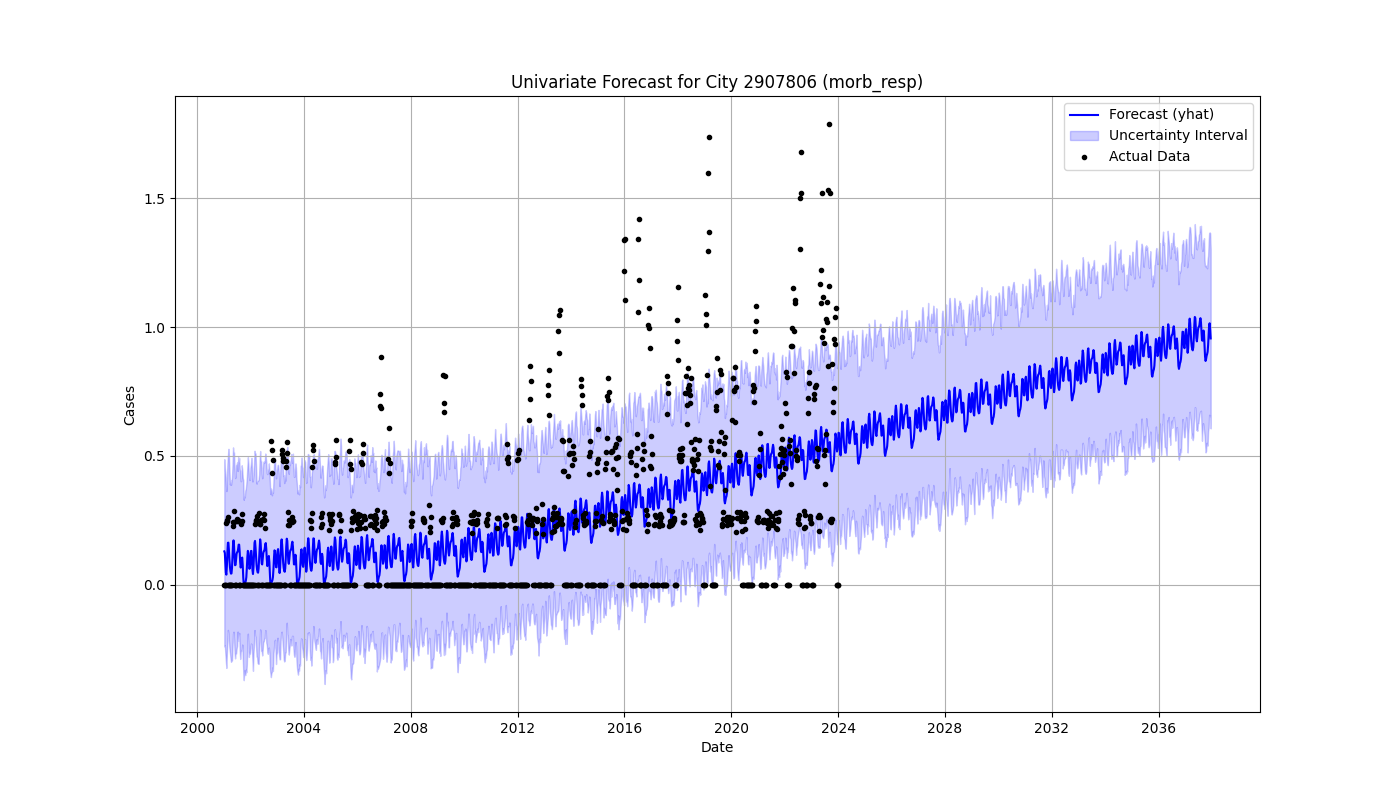 Univariate Forecast for City 2907806 (morb_resp)
Forecast (yhat)
Uncertainty Interval
Actual Data
Cases
1.5
1.0
0.5
0.0
2000 2004 2008 2012 2016 2020 2024 2028 2032 2036
Date